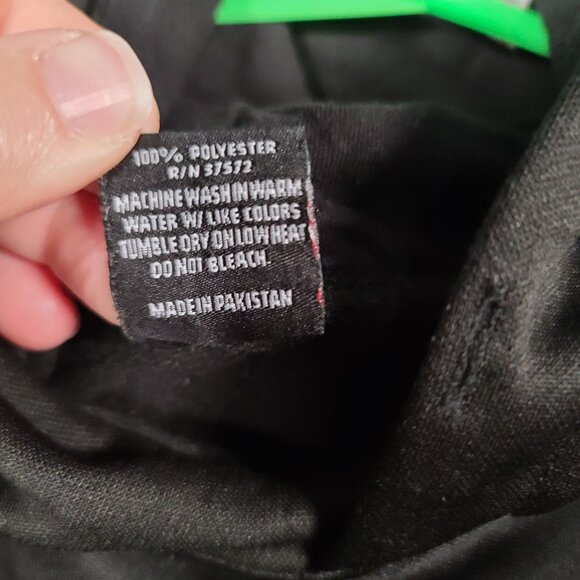 100% POLYESTER
R/N 37572
MACHINE WASH IN WARM
WATER W/ LIKE COLORS
TUMBLE DRY ON LOW HEAT
DO NOT BLEACH.
MADE IN PAKISTAN